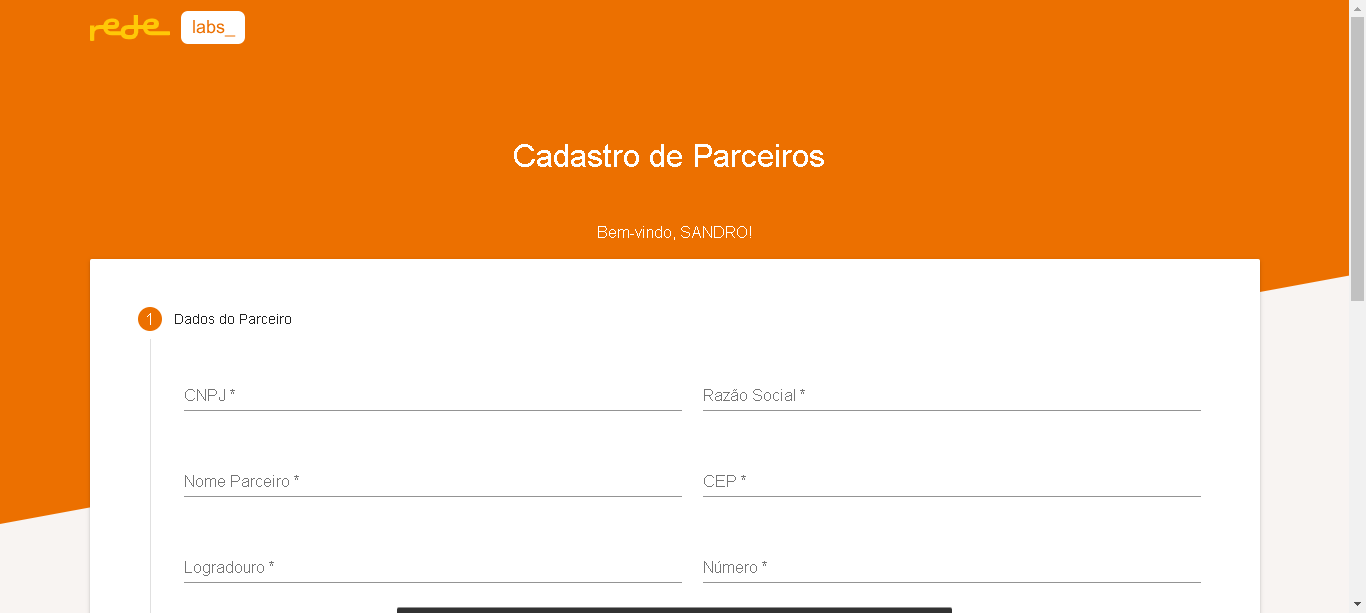 rede labs_
Cadastro de Parceiros
Bem-vindo, SANDRO!
1 Dados do Parceiro
CNPJ * Razão Social *
Nome Parceiro * CEP *
Logradouro * Número *